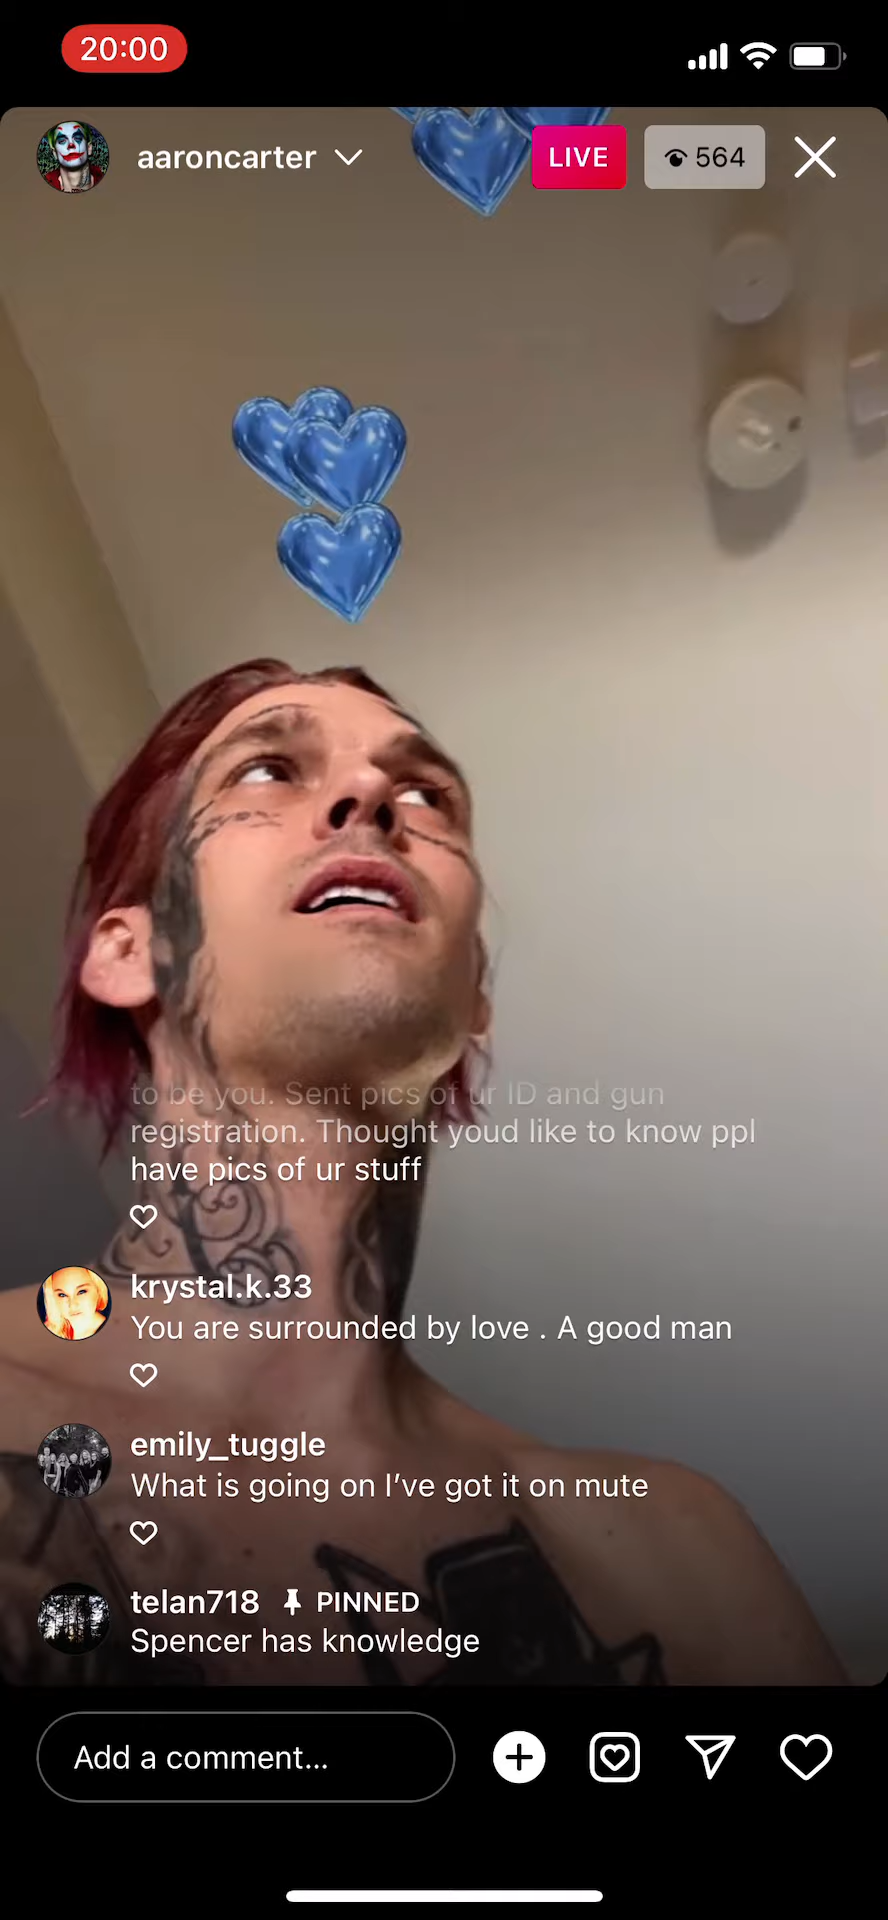 20:00
aaroncarter
LIVE
564
to be you. Sent pics of ur ID and gun
registration. Thought youd like to know ppl
have pics of ur stuff
krystal.k.33
You are surrounded by love . A good man
emily_tuggle
What is going on I’ve got it on mute
telan718 PINNED
Spencer has knowledge
Add a comment...